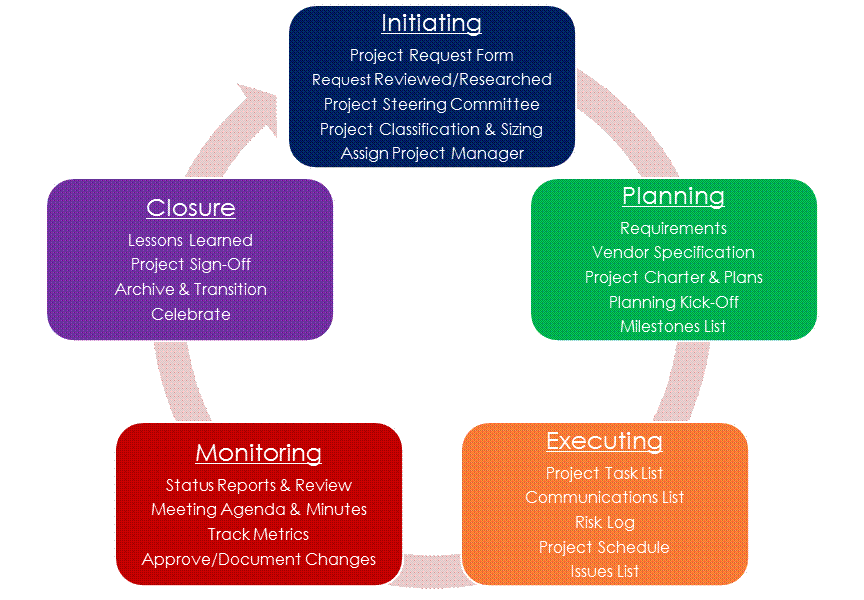 Initiating
Project Request Form
Request Reviewed/Researched
Project Steering Committee
Project Classification & Sizing
Assign Project Manager
Planning
Requirements
Vendor Specification
Project Charter & Plans
Planning Kick-Off
Milestones List
Executing
Project Task List
Communications List
Risk Log
Project Schedule
Issues List
Monitoring
Status Reports & Review
Meeting Agenda & Minutes
Track Metrics
Approve/Document Changes
Closure
Lessons Learned
Project Sign-Off
Archive & Transition
Celebrate